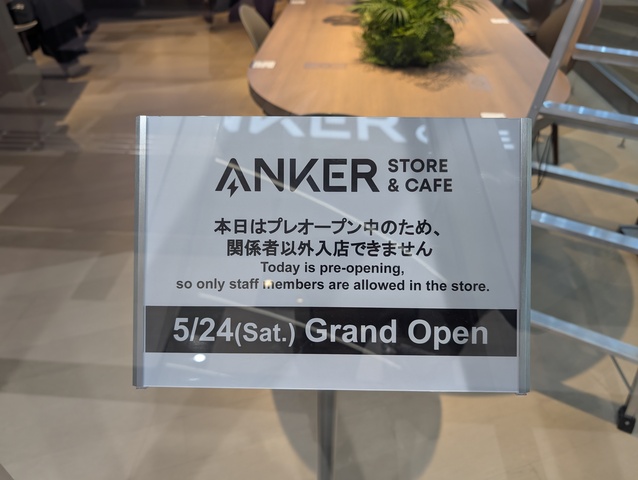 ANKER STORE & CAFE
本日はプレオープン中のため、
関係者以外入店できません
Today is pre-opening,
so only staff members are allowed in the store.
5/24(Sat.) Grand Open